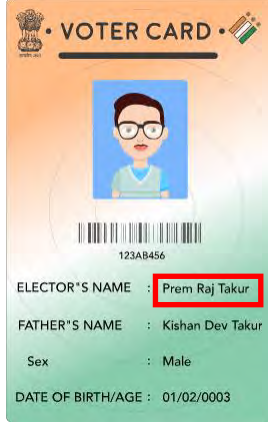 • VOTER CARD •
123AB456
ELECTOR"S NAME : Prem Raj Takur
FATHER"S NAME : Kishan Dev Takur
Sex : Male
DATE OF BIRTH/AGE : 01/02/0003